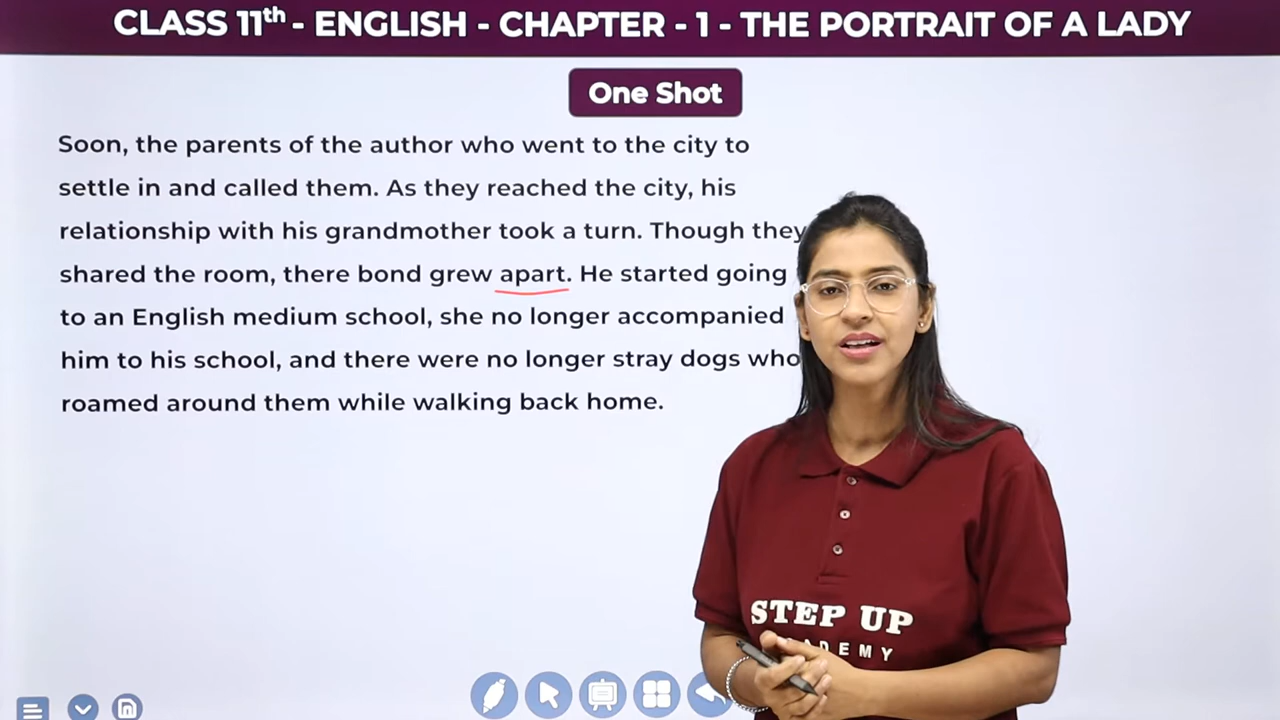 CLASS 11th - ENGLISH - CHAPTER - 1 - THE PORTRAIT OF A LADY
One Shot
Soon, the parents of the author who went to the city to
settle in and called them. As they reached the city, his
relationship with his grandmother took a turn. Though they
shared the room, there bond grew apart. He started going
to an English medium school, she no longer accompanied
him to his school, and there were no longer stray dogs who
roamed around them while walking back home.
STEP UP